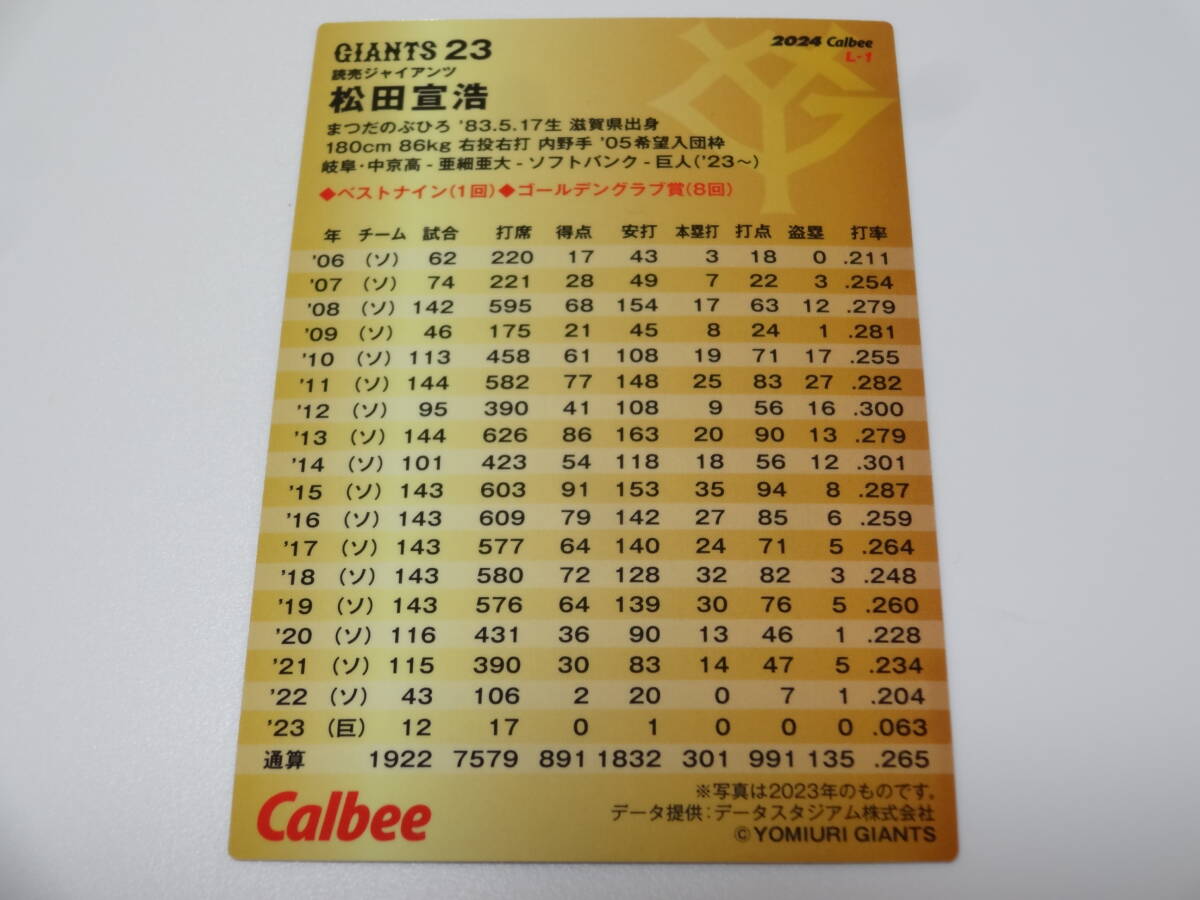 GIANTS 23
2024 Calbee
L-1
読売ジャイアンツ
松田宣浩
まつだのぶひろ '83.5.17生 滋賀県出身
180cm 86kg 右投右打 内野手 '05希望入団枠
岐阜・中京高-亜細亜大-ソフトバンク-巨人('23～)
◆ベストナイン(1回)◆ゴールデングラブ賞(8回)
年 チーム 試合 打席 得点 安打 本塁打 打点 盗塁 打率
'06 (ソ) 62 220 17 43 3 18 0 .211
'07 (ソ) 74 221 28 49 7 22 3 .254
'08 (ソ) 142 595 68 154 17 63 12 .279
'09 (ソ) 46 175 21 45 8 24 1 .281
'10 (ソ) 113 458 61 108 19 71 17 .255
'11 (ソ) 144 582 77 148 25 83 27 .282
'12 (ソ) 95 390 41 108 9 56 16 .300
'13 (ソ) 144 626 86 163 20 90 13 .279
'14 (ソ) 101 423 54 118 18 56 12 .301
'15 (ソ) 143 603 91 153 35 94 8 .287
'16 (ソ) 143 609 79 142 27 85 6 .259
'17 (ソ) 143 577 64 140 24 71 5 .264
'18 (ソ) 143 580 72 128 32 82 3 .248
'19 (ソ) 143 576 64 139 30 76 5 .260
'20 (ソ) 116 431 36 90 13 46 1 .228
'21 (ソ) 115 390 30 83 14 47 5 .234
'22 (ソ) 43 106 2 20 0 7 1 .204
'23 (巨) 12 17 0 1 0 0 0 .063
通算 1922 7579 891 1832 301 991 135 .265
※写真は2023年のものです。
Calbee
データ提供:データスタジアム株式会社
©YOMIURI GIANTS